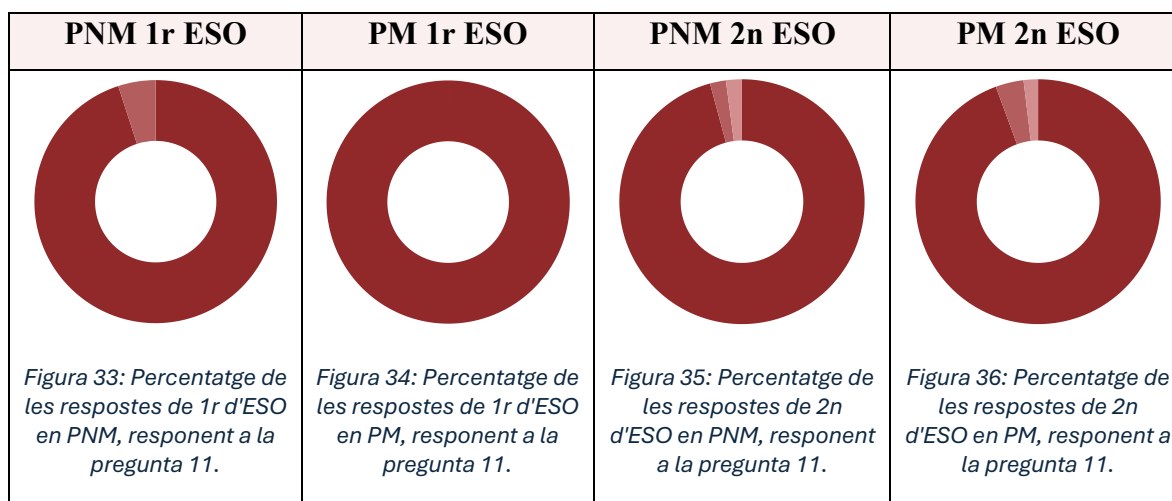 PNM 1r ESO
PM 1r ESO
PNM 2n ESO
PM 2n ESO
Figura 33: Percentatge de
les respostes de 1r d'ESO
en PNM, responent a la
pregunta 11.
Figura 34: Percentatge de
les respostes de 1r d'ESO
en PM, responent a la
pregunta 11.
Figura 35: Percentatge de
les respostes de 2n
d'ESO en PNM, responent
a la pregunta 11.
Figura 36: Percentatge de
les respostes de 2n
d'ESO en PM, responent a
la pregunta 11.